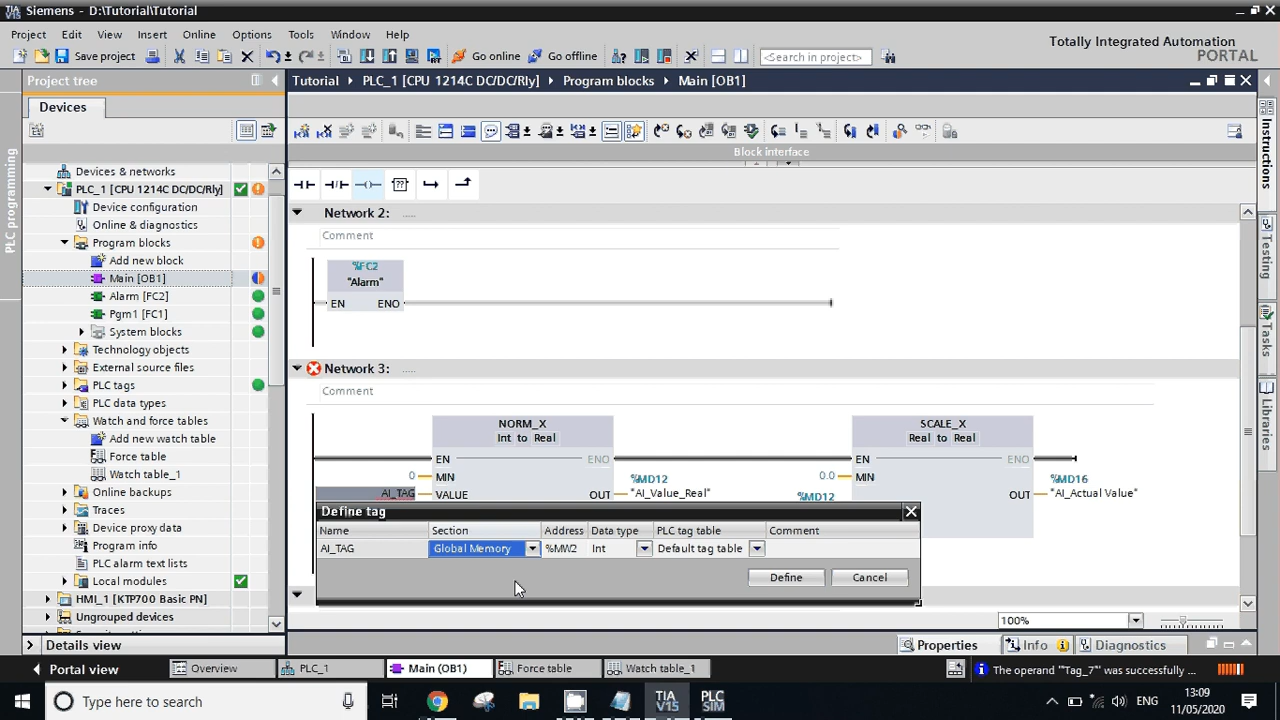 Siemens - D:\Tutorial\Tutorial
Project Edit View Insert Online Options Tools Window Help
Totally Integrated Automation
PORTAL
Save project Go online Go offline <Search in project>
Project tree
Tutorial PLC_1 [CPU 1214C DC/DC/Rly] Program blocks Main [OB1]
Devices
Block interface
PLC programming
Devices & networks
PLC_1 [CPU 1214C DC/DC/Rly]
Device configuration
Online & diagnostics
Program blocks
Add new block
Main [OB1]
Alarm [FC2]
Pgm1 [FC1]
System blocks
Technology objects
External source files
PLC tags
PLC data types
Watch and force tables
Add new watch table
Force table
Watch table_1
Online backups
Traces
Device proxy data
Program info
PLC alarm text lists
Local modules
HMI_1 [KTP700 Basic PN]
Ungrouped devices
Details view
??
Network 2: .....
Comment
%FC2
"Alarm"
EN ENO
Network 3: .....
Comment
NORM_X
Int to Real
EN ENO
0 MIN
AI_TAG VALUE
OUT
%MD12
"AI_Value_Real"
SCALE_X
Real to Real
EN ENO
0.0 MIN
%MD12
OUT
%MD16
"AI_Actual Value"
Define tag
Name Section Address Data type PLC tag table Comment
AI_TAG Global Memory %MW2 Int Default tag table
Define Cancel
100%
Properties Info Diagnostics
Instructions
Testing
Tasks
Libraries
Portal view Overview PLC_1 Main (OB1) Force table Watch table_1 The operand "Tag_7" was successfully ...
Type here to search
TIA
V15
PLC
SIM
ENG
13:09
11/05/2020